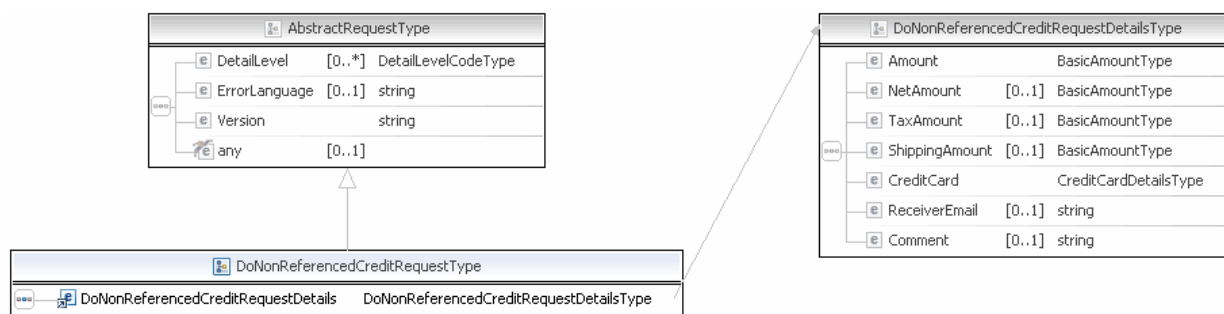 AbstractRequestType
DetailLevel [0..*] DetailLevelCodeType
ErrorLanguage [0..1] string
Version string
any [0..1]
DoNonReferencedCreditRequestType
DoNonReferencedCreditRequestDetails DoNonReferencedCreditRequestDetailsType
DoNonReferencedCreditRequestDetailsType
Amount BasicAmountType
NetAmount [0..1] BasicAmountType
TaxAmount [0..1] BasicAmountType
ShippingAmount [0..1] BasicAmountType
CreditCard CreditCardDetailsType
ReceiverEmail [0..1] string
Comment [0..1] string